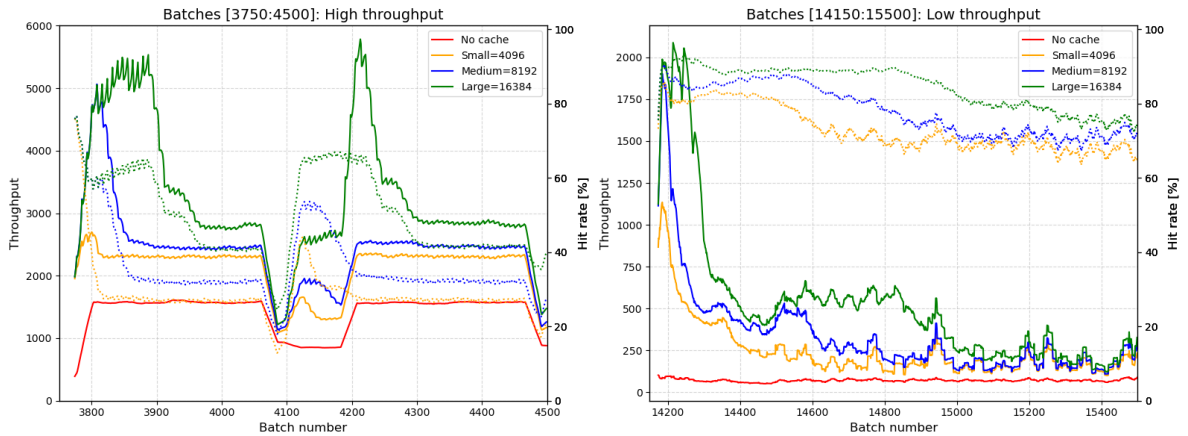 Batches [3750:4500]: High throughput
6000
5000
4000
3000
2000
1000
0
Throughput
3800
3900
4000
4100
4200
4300
4400
4500
Batch number
100
80
60
40
20
0
Hit rate [%]
No cache
Small=4096
Medium=8192
Large=16384
Batches [14150:15500]: Low throughput
2000
1750
1500
1250
1000
750
500
250
0
Throughput
14200
14400
14600
14800
15000
15200
15400
Batch number
100
80
60
40
20
0
Hit rate [%]
No cache
Small=4096
Medium=8192
Large=16384